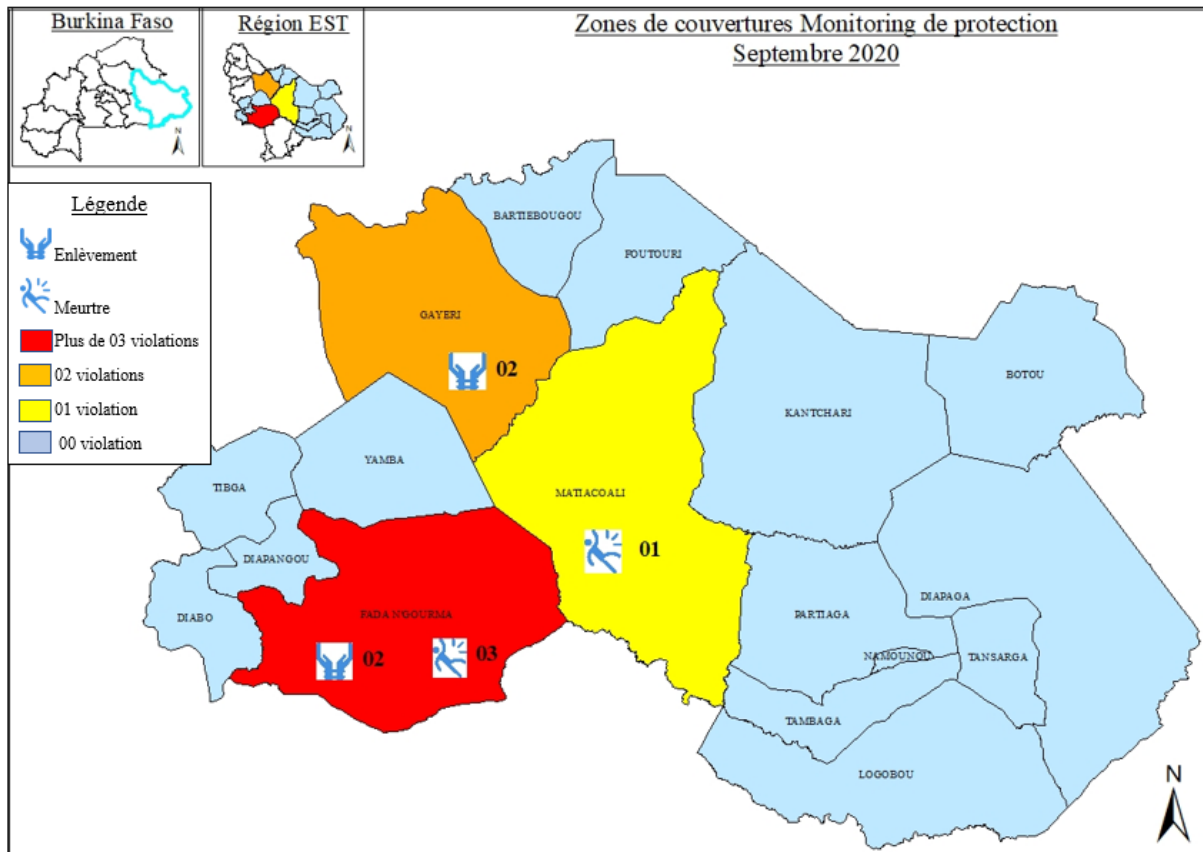 Burkina Faso
Région EST
Zones de couvertures Monitoring de protection
Septembre 2020
N
N
Légende
Enlèvement
Meurtre
Plus de 03 violations
02 violations
01 violation
00 violation
BARTIEBOUGOU
FOUTOURI
GAYERI
02
BOTOU
KANTCHARI
YAMBA
TIBGA
MATIACOALI
01
DIAPANGOU
DIABO
FADA NGOURMA
02
03
PARTIAGA
DIAPAGA
NAMOUNOU
TANSARGA
TAMBAGA
LOGOBOU
N